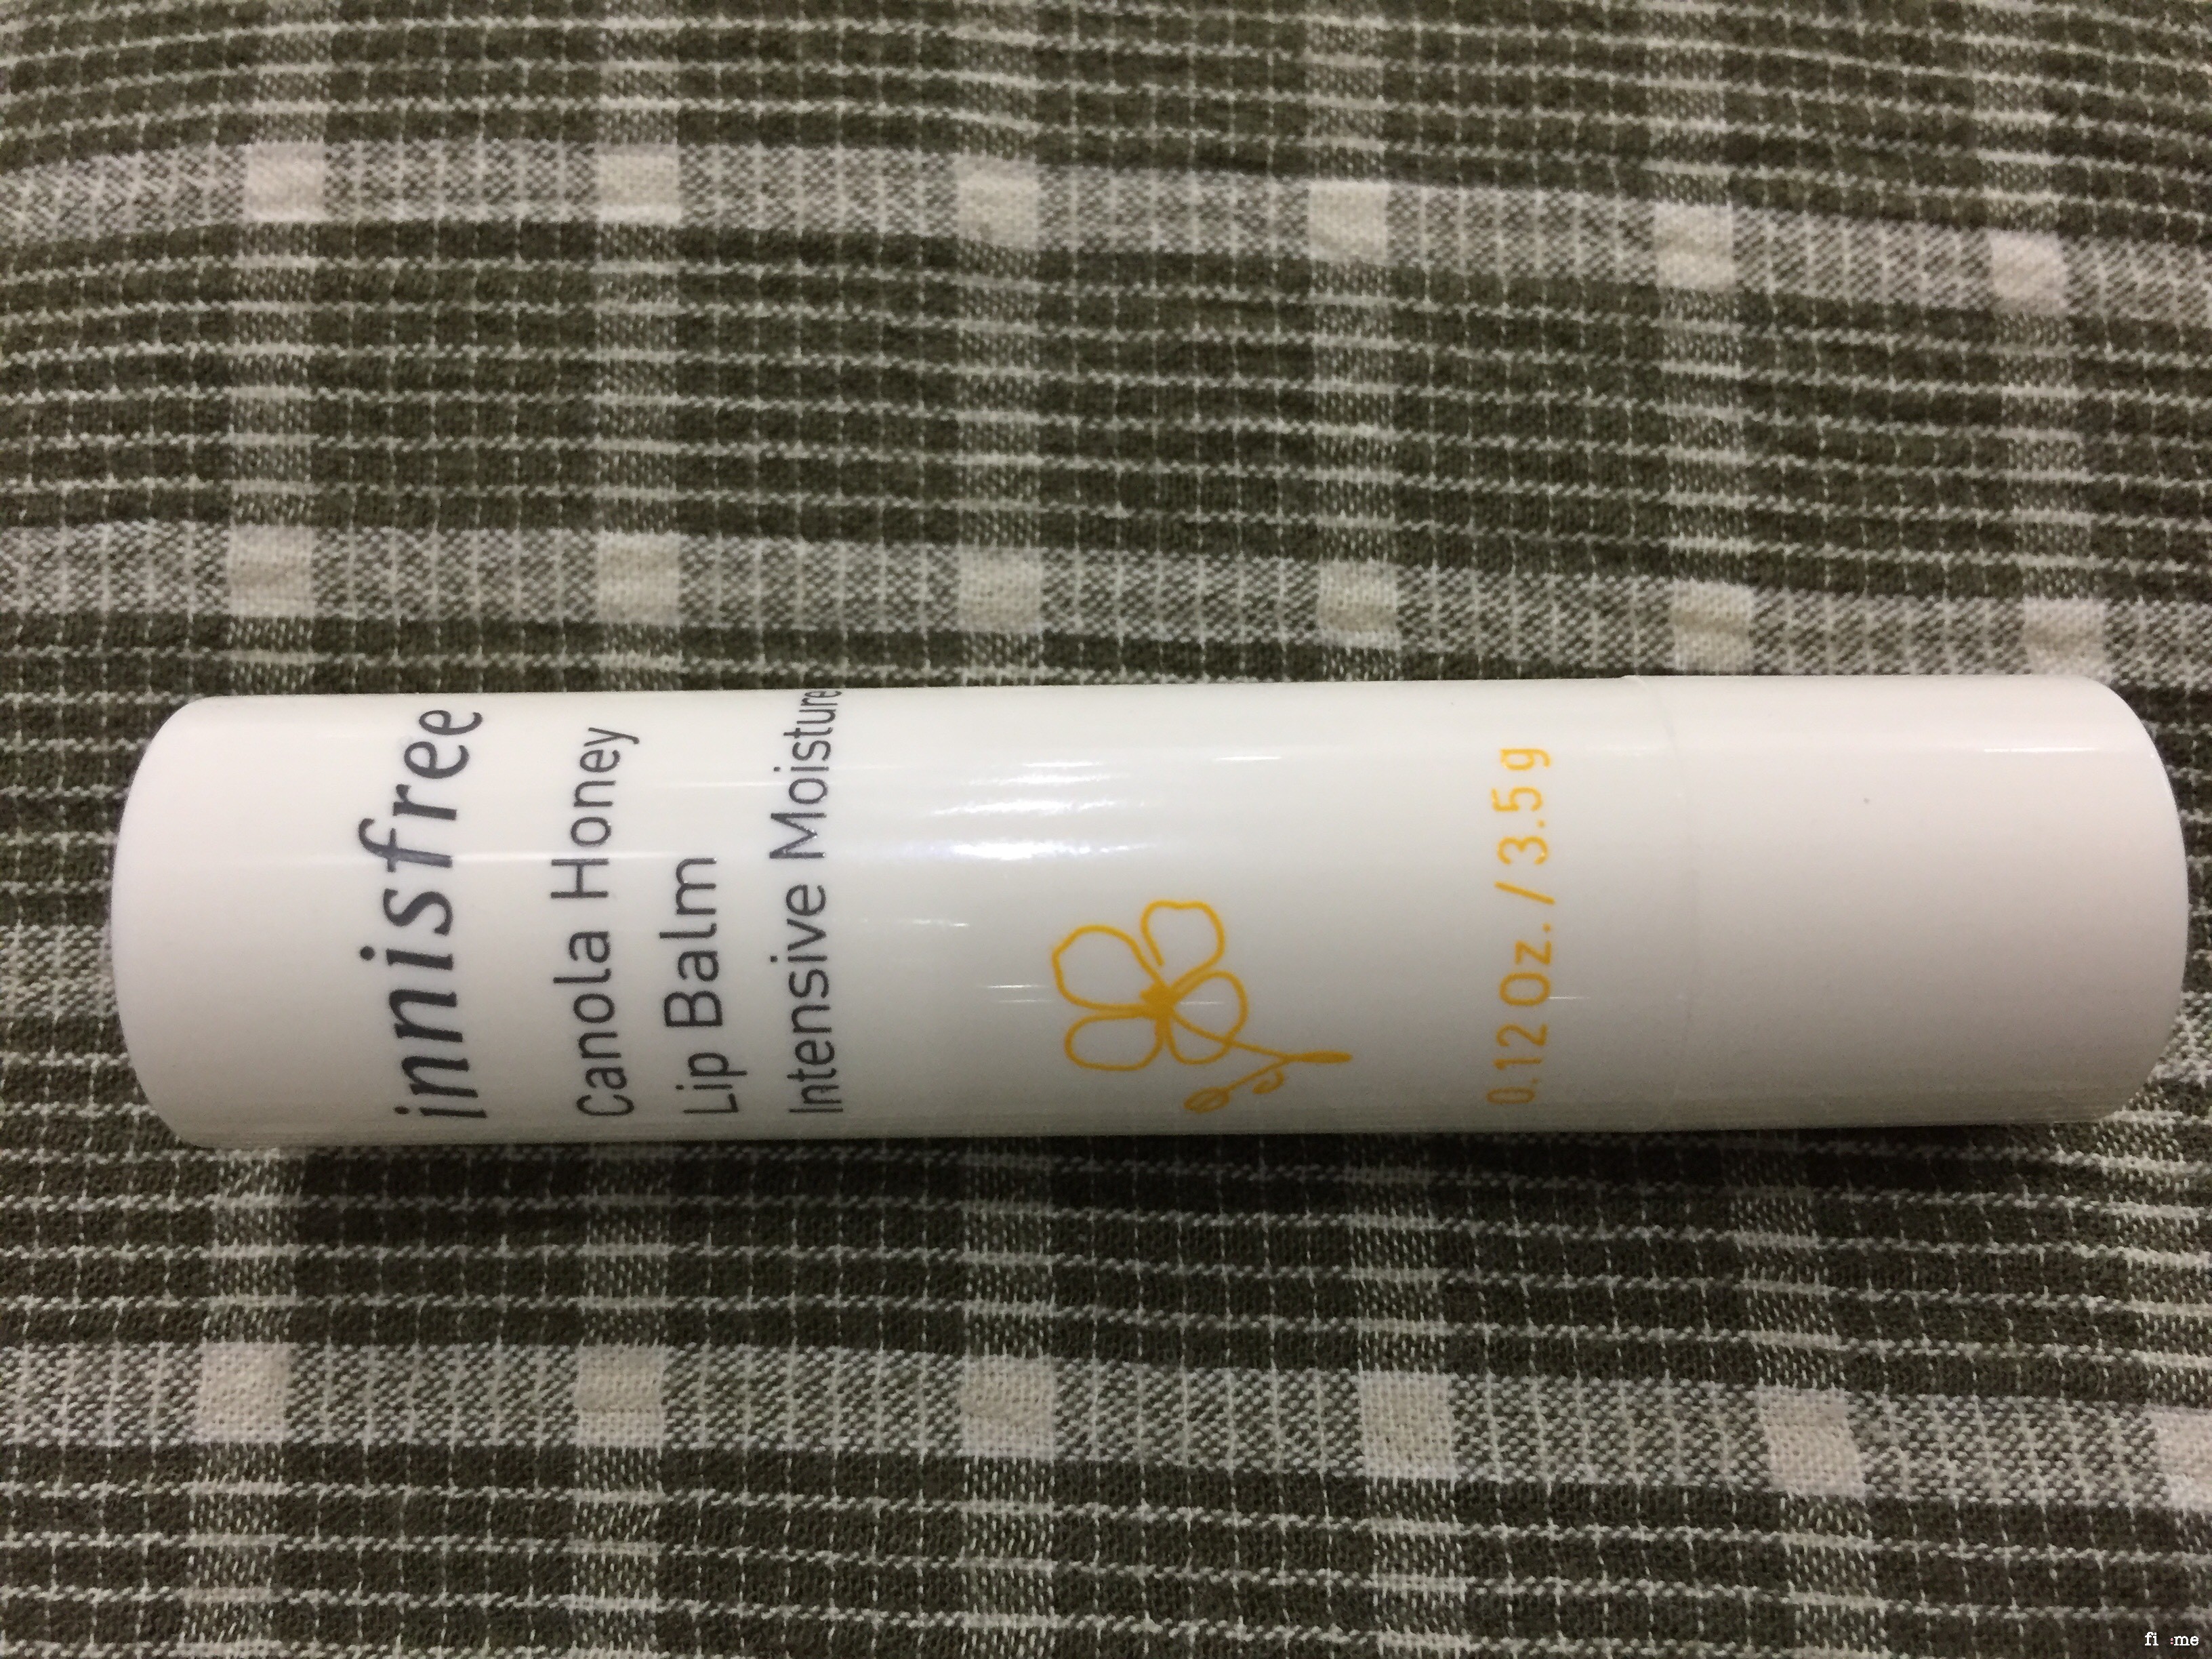 innisfree
Canola Honey
Lip Balm
Intensive Moisture
0.12 Oz. / 3.5 g